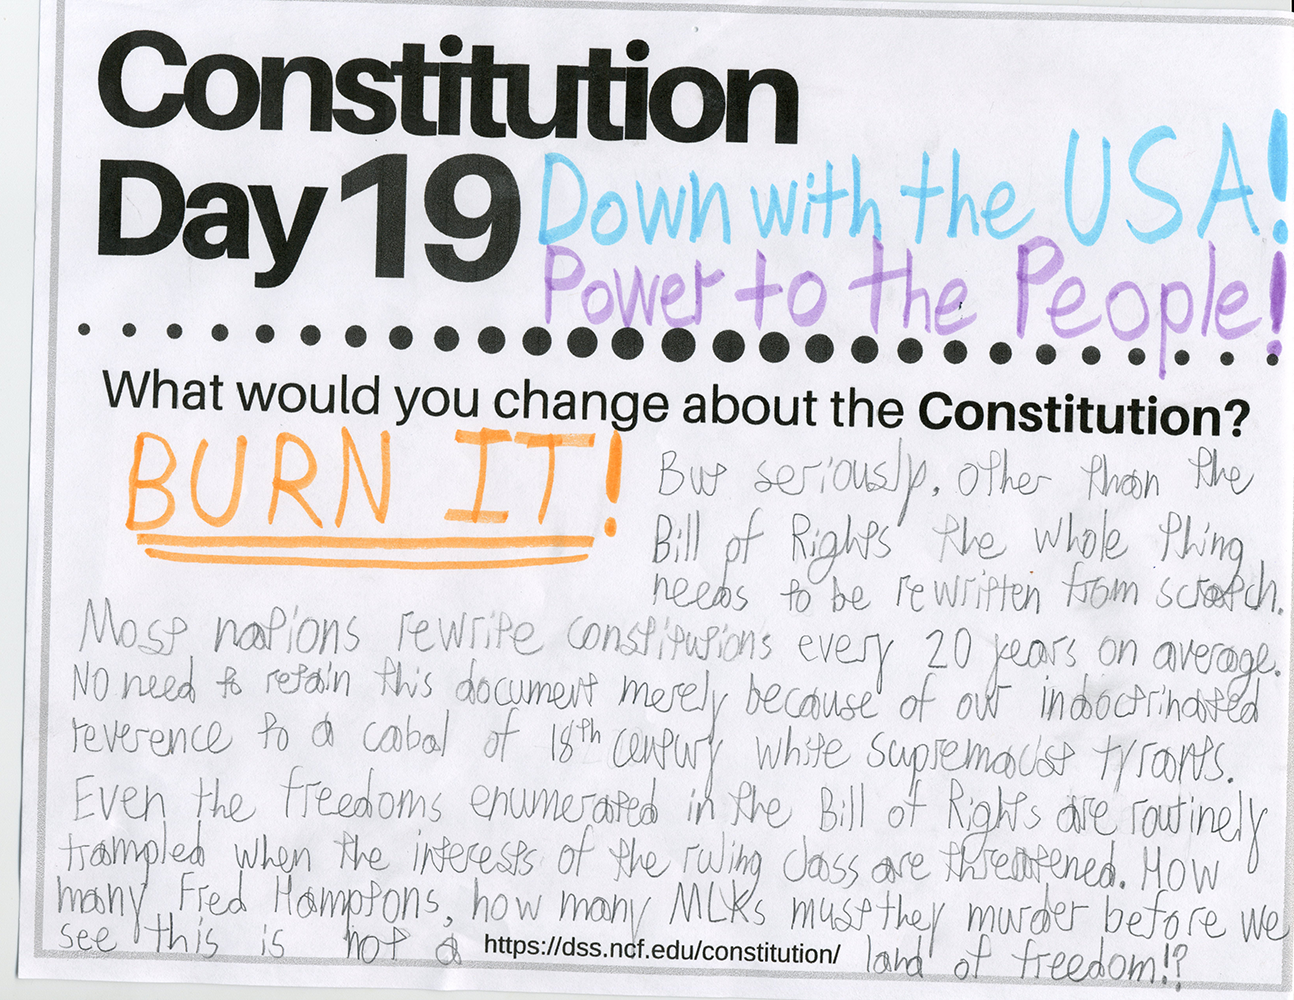 Constitution
Day 19 Down with the USA!
Power to the People!
What would you change about the Constitution?
BURN IT! But seriously, other than the
Bill of Rights the whole thing
needs to be rewritten from scratch.
Most nations rewrite constitutions every 20 years on average.
No need to retain this document merely because of our indoctrinated
reverence to a cabal of 18th century white supremacist tyrants.
Even the freedoms enumerated in the Bill of Rights are routinely
trampled when the interests of the ruling class are threatened. How
many Fred Hamptons, how many MLKs must they murder before we
see this is not a land of freedom!?
https://dss.ncf.edu/constitution/